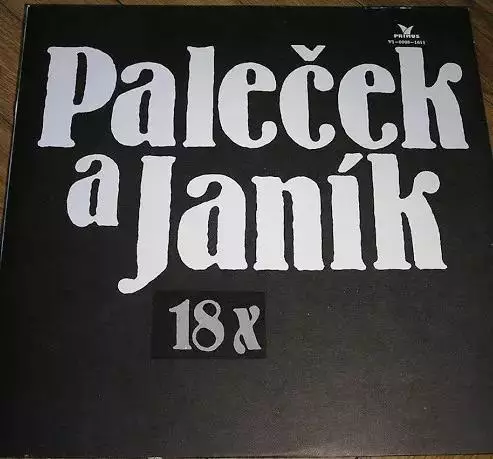 PRIMUS
Paleček
a Janík
18x